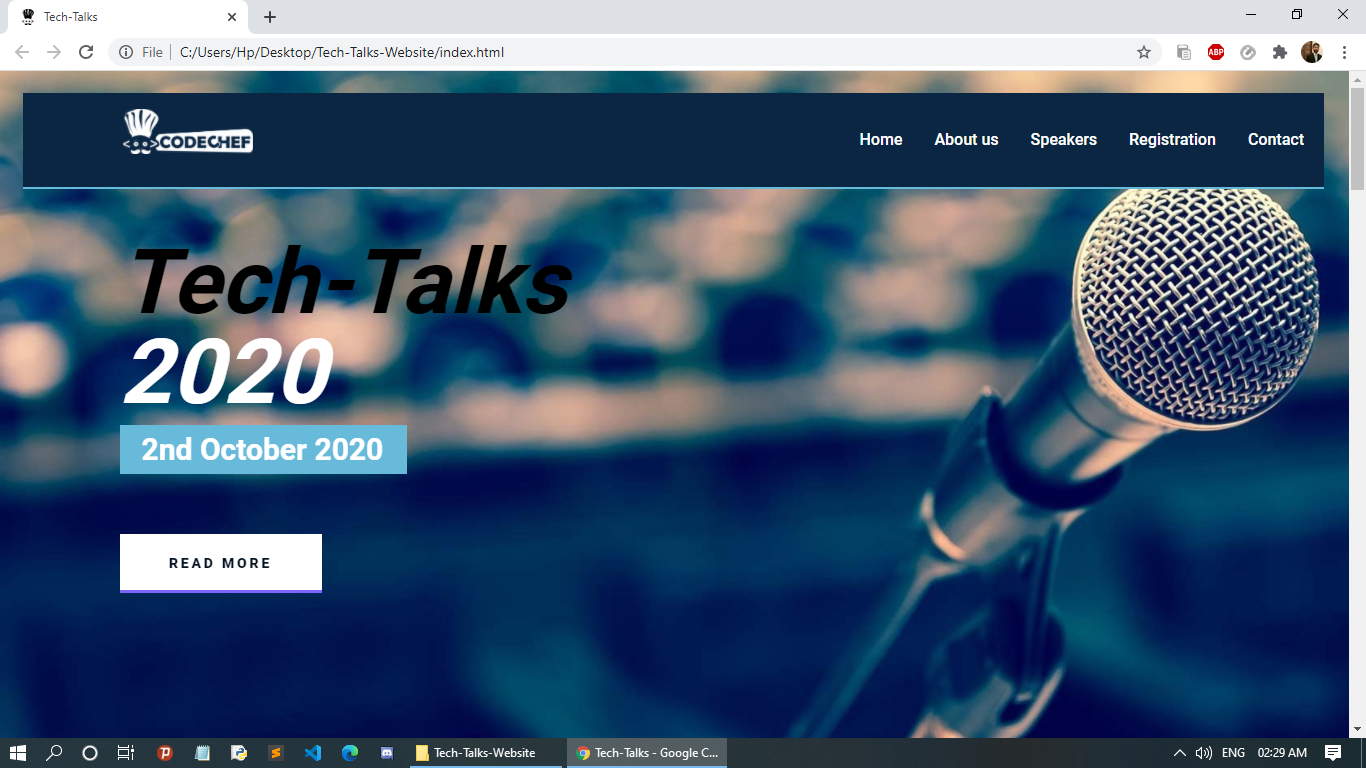 Tech-Talks
File
C:/Users/Hp/Desktop/Tech-Talks-Website/index.html
ABP
CODECHEF
Home
About us
Speakers
Registration
Contact
Tech-Talks
2020
2nd October 2020
READ MORE
Tech-Talks-Website
Tech-Talks - Google C...
ENG
02:29 AM